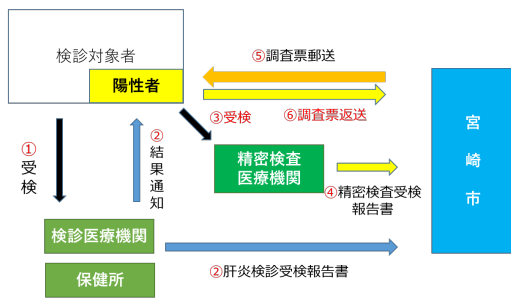 検診対象者
陽性者
⑤調査票郵送
③受検
⑥調査票返送
①
受
検
②
結
果
通
知
精密検査
医療機関
④精密検査受検
報告書
宮
崎
市
検診医療機関
②肝炎検診受検報告書
保健所